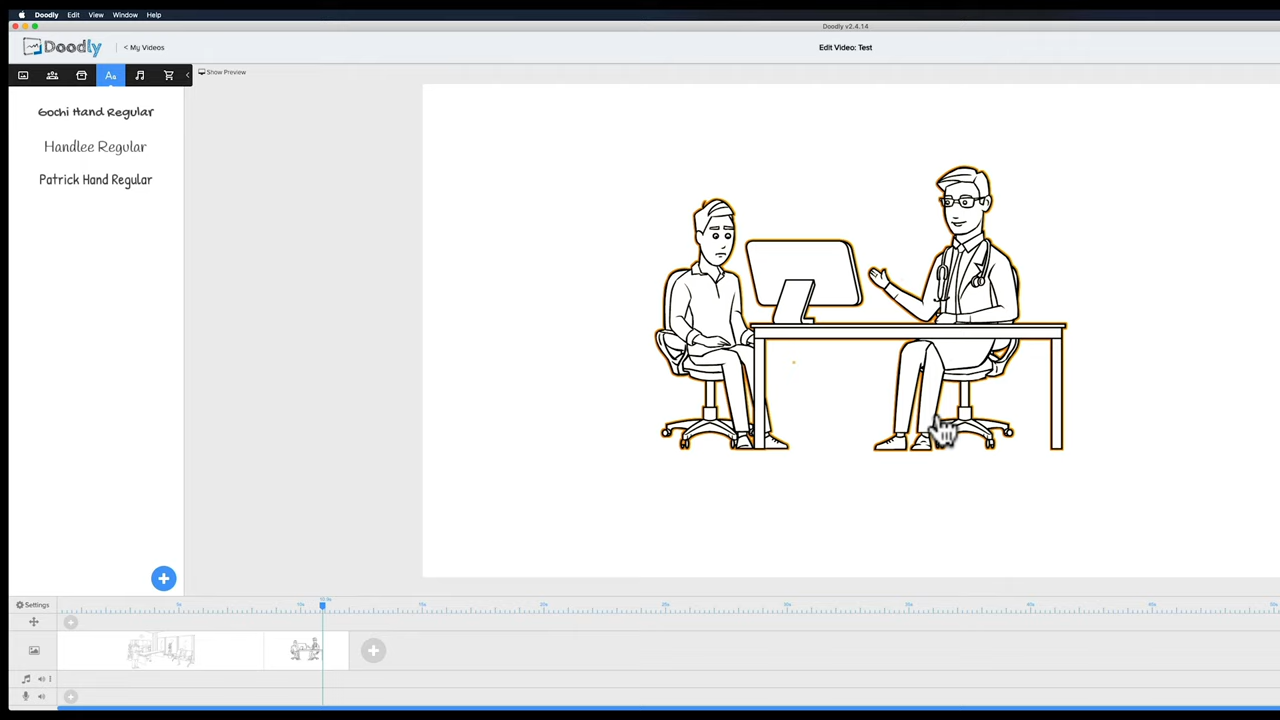 Doodly Edit View Window Help
Doodly v2.4.14
Doodly < My Videos Edit Video: Test
Aa Show Preview
Gochi Hand Regular
Handlee Regular
Patrick Hand Regular
Settings